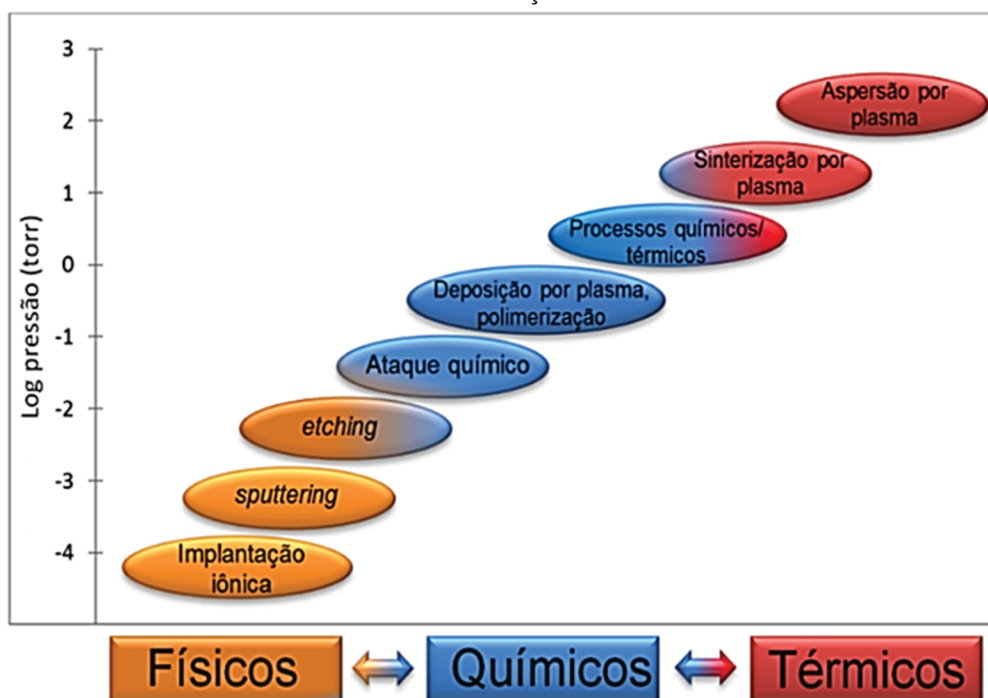 3
Aspersão por
plasma
2
Sinterização por
plasma
1
Processos químicos/
térmicos
0
Deposição por plasma,
polimerização
-1
Ataque químico
-2
etching
-3
sputtering
-4
Implantação
iônica
Log pressão (torr)
Físicos
Químicos
Térmicos